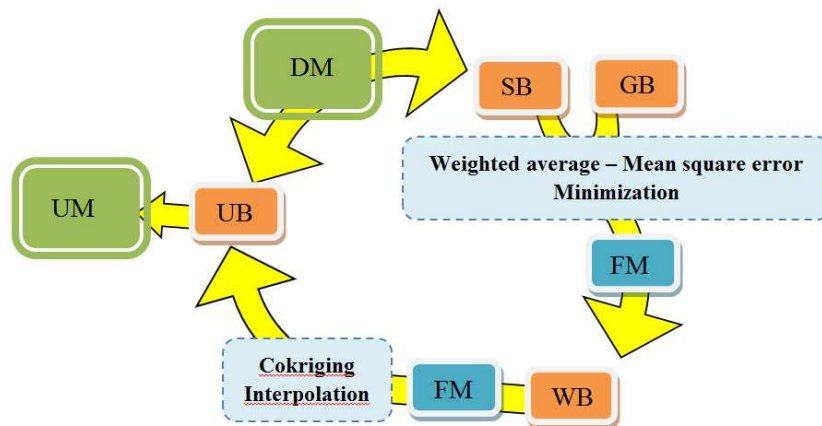 DM
SB
GB
Weighted average – Mean square error
Minimization
UM
UB
FM
Cokriging
Interpolation
FM
WB